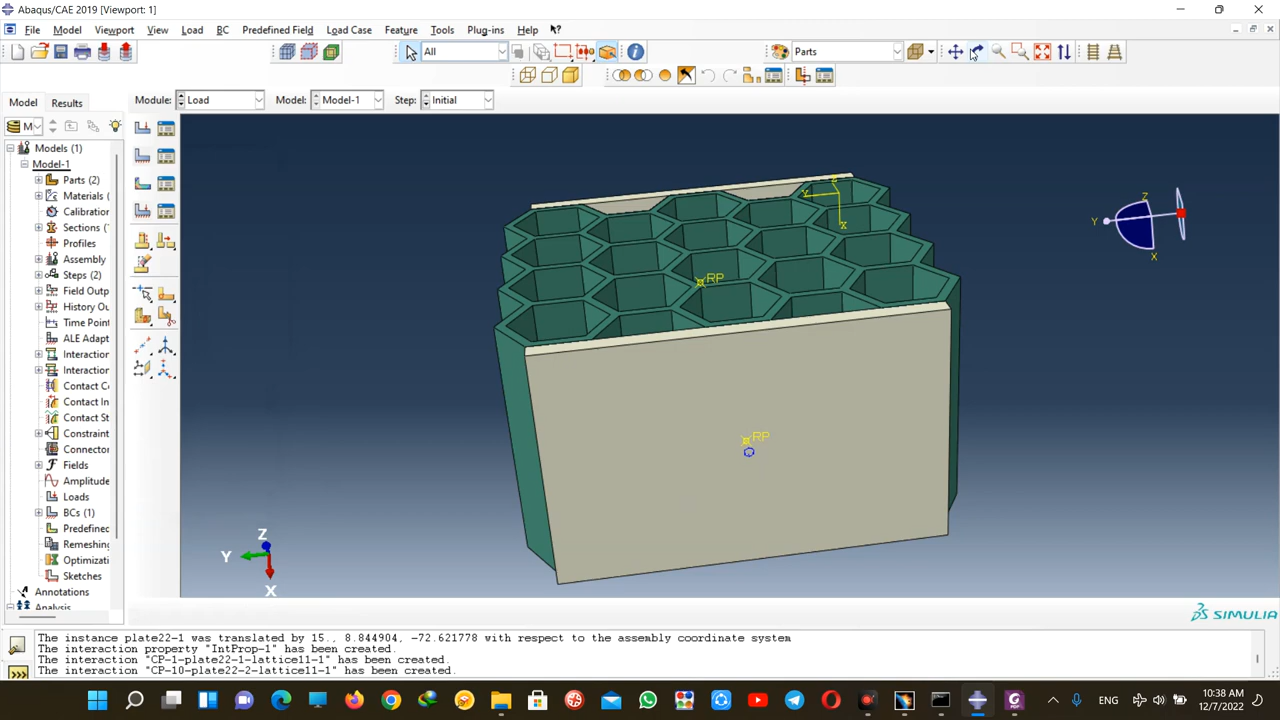 Abaqus/CAE 2019 [Viewport: 1]
File Model Viewport View Load BC Predefined Field Load Case Feature Tools Plug-ins Help
All Parts
Model Results Module: Load Model: Model-1 Step: Initial
M
Models (1)
Model-1
Parts (2)
Materials
Calibration
Sections
Profiles
Assembly
Steps (2)
Field Outp
History Ou
Time Point
ALE Adapt
Interaction
Interaction
Contact Co
Contact In
Contact St
Constraint
Connector
Fields
Amplitude
Loads
BCs (1)
Predefined
Remeshing
Optimizatio
Sketches
Annotations
Analysis
Z
Y
X
RP
RP
Z
Y
X
Z
Y
X
SIMULIA
The instance plate22-1 was translated by 15., 8.844904, -72.621778 with respect to the assembly coordinate system
The interaction property "IntProp-1" has been created.
The interaction "CP-1-plate22-1-lattice11-1" has been created.
The interaction "CP-10-plate22-2-lattice11-1" has been created.
>>>
ENG
10:38 AM
12/7/2022